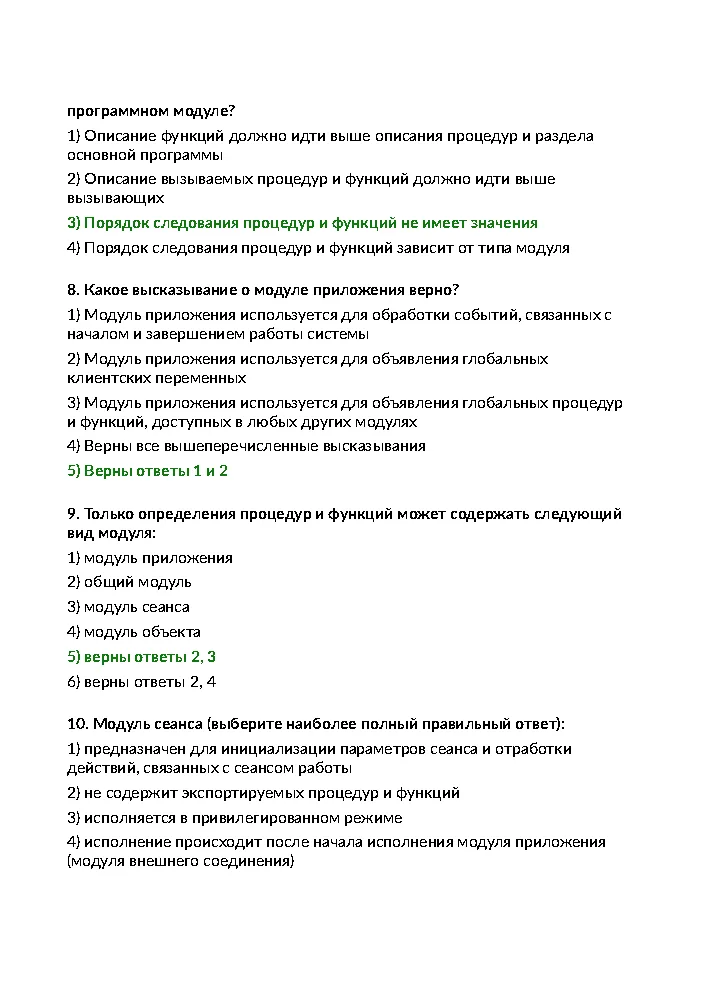 программном модуле?
1) Описание функций должно идти выше описания процедур и раздела
основной программы
2) Описание вызываемых процедур и функций должно идти выше
вызывающих
3) Порядок следования процедур и функций не имеет значения
4) Порядок следования процедур и функций зависит от типа модуля
8. Какое высказывание о модуле приложения верно?
1) Модуль приложения используется для обработки событий, связанных с
началом и завершением работы системы
2) Модуль приложения используется для объявления глобальных
клиентских переменных
3) Модуль приложения используется для объявления глобальных процедур
и функций, доступных в любых других модулях
4) Верны все вышеперечисленные высказывания
5) Верны ответы 1 и 2
9. Только определения процедур и функций может содержать следующий
вид модуля:
1) модуль приложения
2) общий модуль
3) модуль сеанса
4) модуль объекта
5) верны ответы 2, 3
6) верны ответы 2, 4
10. Модуль сеанса (выберите наиболее полный правильный ответ):
1) предназначен для инициализации параметров сеанса и отработки
действий, связанных с сеансом работы
2) не содержит экспортируемых процедур и функций
3) исполняется в привилегированном режиме
4) исполнение происходит после начала исполнения модуля приложения
(модуля внешнего соединения)